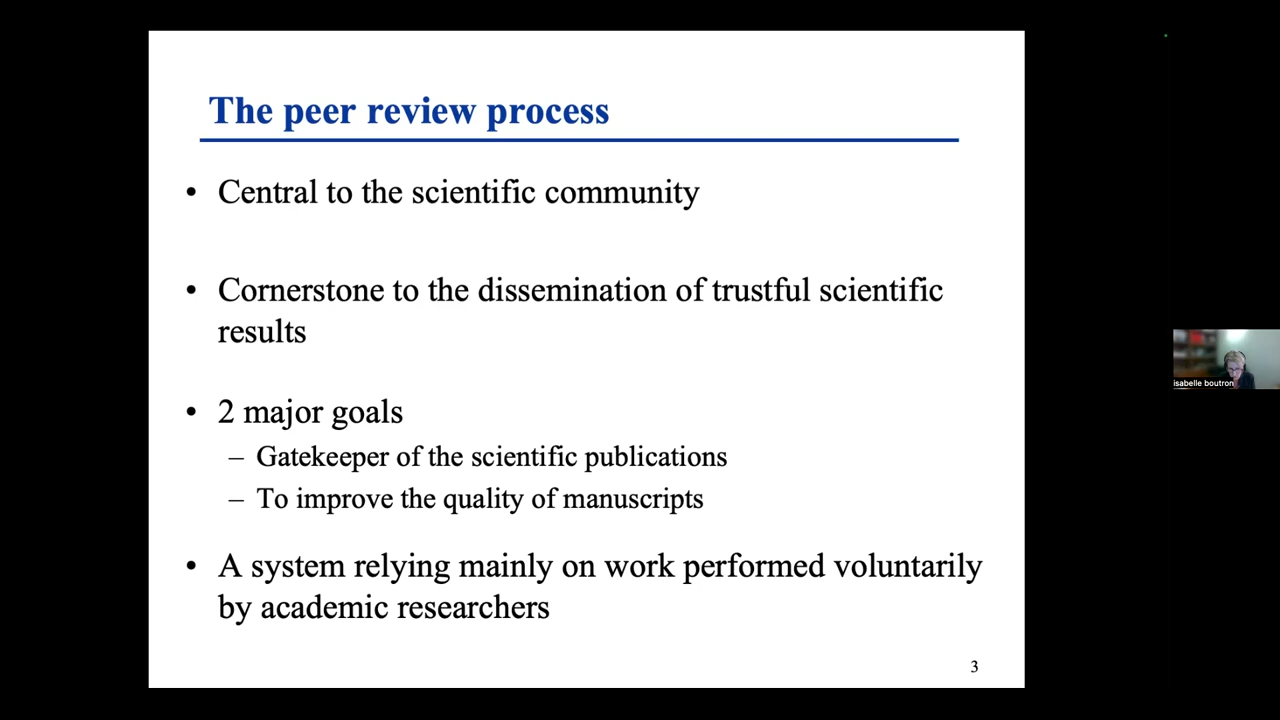 The peer review process
• Central to the scientific community
• Cornerstone to the dissemination of trustful scientific
results
• 2 major goals
– Gatekeeper of the scientific publications
– To improve the quality of manuscripts
• A system relying mainly on work performed voluntarily
by academic researchers
3
isabelle boutron